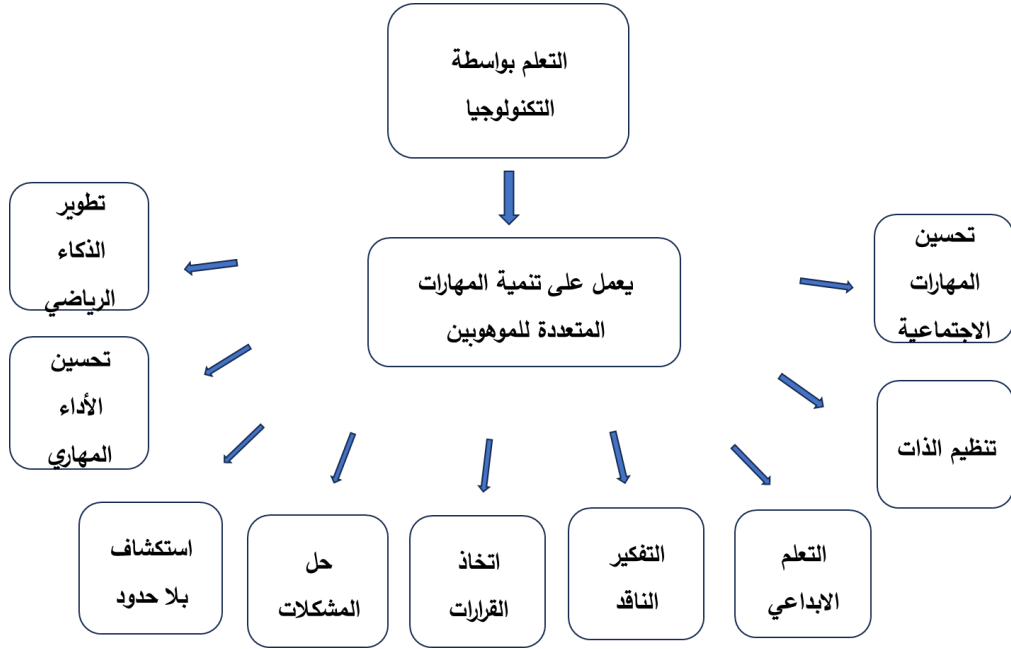 التعلم بواسطة
التكنولوجيا
يعمل على تنمية المهارات
المتعددة للموهوبين
تحسين
المهارات
الاجتماعية
تنظيم الذات
التعلم
الابداعي
التفكير
الناقد
اتخاذ
القرارات
حل
المشكلات
استكشاف
بلا حدود
تحسين
الأداء
المهاري
تطوير
الذكاء
الرياضي